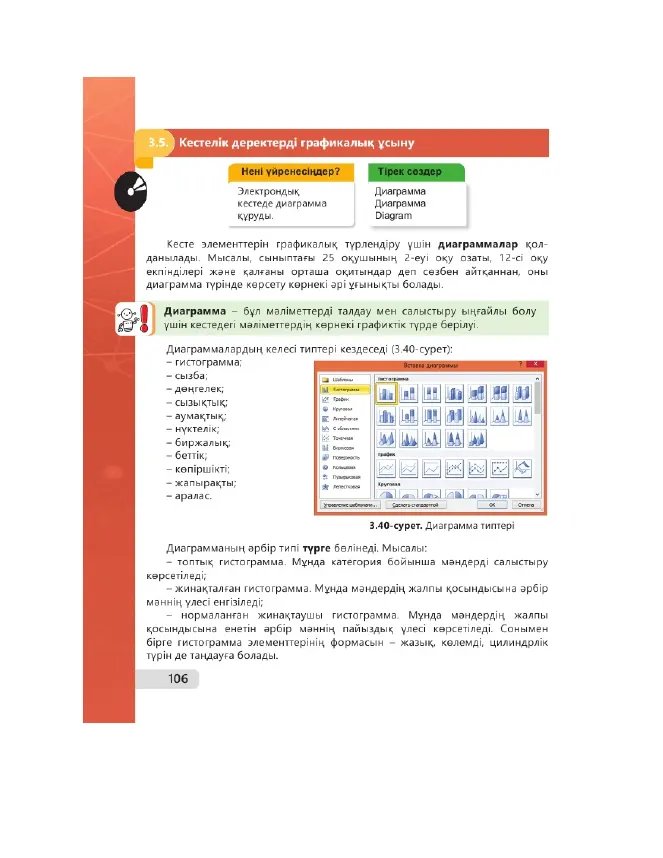 3.5. Кестелік деректерді графикалық ұсыну
Нені үйренесіңдер?
Электрондық
кестеде диаграмма
құруды.
Тірек сөздер
Диаграмма
Диаграмма
Diagram
Кесте элементтерін графикалық түрлендіру үшін диаграммалар қол-
данылады. Мысалы, сыныптағы 25 оқушының 2-еуі оқу озаты, 12-сі оқу
екпінділері және қалғаны орташа оқитындар деп сөзбен айтқаннан, оны
диаграмма түрінде көрсету көрнекі әрі ұғынықты болады.
Диаграмма – бұл мәліметтерді талдау мен салыстыру ыңғайлы болу
үшін кестедегі мәліметтердің көрнекі графиктік түрде берілуі.
Диаграммалардың келесі типтері кездеседі (3.40-сурет):
– гистограмма;
– сызба;
– дөңгелек;
– сызықтық;
– аумақтық;
– нүктелік;
– биржалық;
– беттік;
– көпіршікті;
– жапырақты;
– аралас.
Вставка диаграммы
Шаблоны
Гистограмма
График
Круговая
Линейчатая
С областями
Точечная
Биржевая
Поверхность
Кольцевая
Пузырьковая
Лепестковая
Гистограмма
График
Круговая
Управление шаблонами...
Сделать стандартной
ОК
Отмена
3.40-сурет. Диаграмма типтері
Диаграмманың әрбір типі түрге бөлінеді. Мысалы:
– топтық гистограмма. Мұнда категория бойынша мәндерді салыстыру
көрсетіледі;
– жинақталған гистограмма. Мұнда мәндердің жалпы қосындысына әрбір
мәннің үлесі енгізіледі;
– нормаланған жинақтаушы гистограмма. Мұнда мәндердің жалпы
қосындысына енетін әрбір мәннің пайыздық үлесі көрсетіледі. Сонымен
бірге гистограмма элементтерінің формасын – жазық, көлемді, цилиндрлік
түрін де таңдауға болады.
106